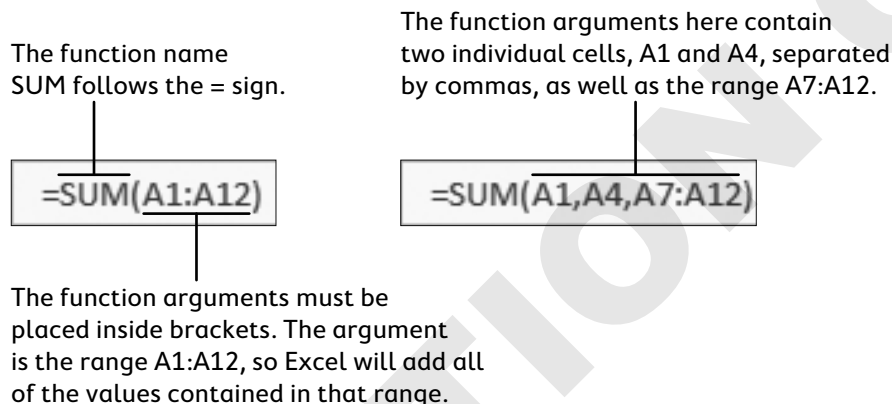 The function name
SUM follows the = sign.
The function arguments here contain
two individual cells, A1 and A4, separated
by commas, as well as the range A7:A12.
=SUM(A1:A12)
=SUM(A1,A4,A7:A12)
The function arguments must be
placed inside brackets. The argument
is the range A1:A12, so Excel will add all
of the values contained in that range.